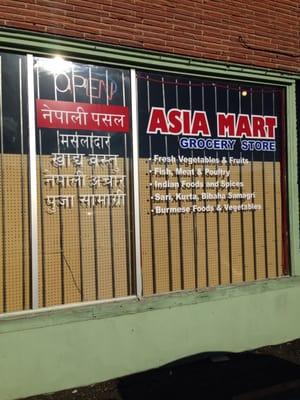 OPEN
नेपाली पसल
मसलादार
खाद्य वस्तु
नेपाली अचार
पुजा सामाग्री
ASIA MART
GROCERY STORE
• Fresh Vegetables & Fruits
• Fish, Meat & Poultry
• Indian Foods and Spices
• Sari, Kurta, Bibaha Samagri
• Burmese Foods & Vegetables